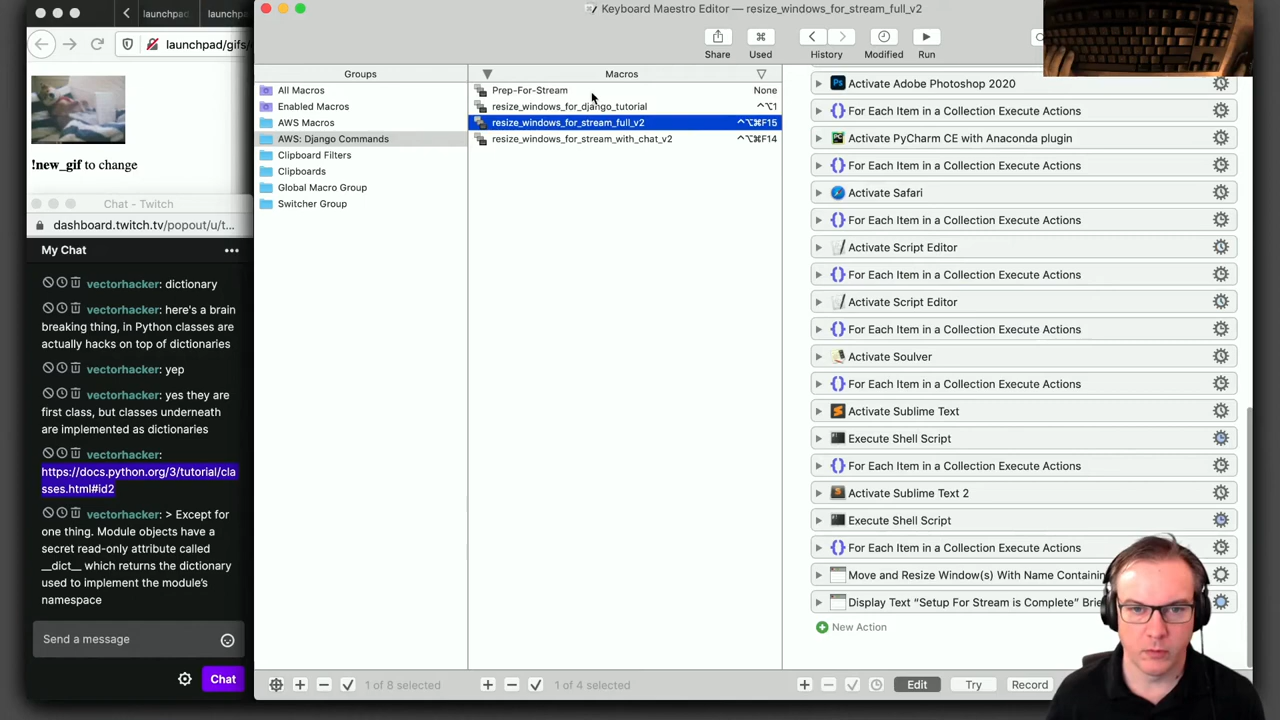 launchpad
launchpad
launchpad/gifs/
!new_gif to change
Chat - Twitch
dashboard.twitch.tv/popout/u/t...
My Chat
vectorhacker: dictionary
vectorhacker: here's a brain
breaking thing, in Python classes are
actually hacks on top of dictionaries
vectorhacker: yep
vectorhacker: yes they are
first class, but classes underneath
are implemented as dictionaries
vectorhacker:
https://docs.python.org/3/tutorial/cla
sses.html#id2
vectorhacker: > Except for
one thing. Module objects have a
secret read-only attribute called
__dict__ which returns the dictionary
used to implement the module's
namespace
Send a message
Chat
Keyboard Maestro Editor — resize_windows_for_stream_full_v2
Share
Used
History
Modified
Run
Groups
All Macros
Enabled Macros
AWS Macros
AWS: Django Commands
Clipboard Filters
Clipboards
Global Macro Group
Switcher Group
1 of 8 selected
Macros
Prep-For-Stream None
resize_windows_for_django_tutorial ^⌥1
resize_windows_for_stream_full_v2 ^⌥⌘F15
resize_windows_for_stream_with_chat_v2 ^⌥⌘F14
1 of 4 selected
Activate Adobe Photoshop 2020
For Each Item in a Collection Execute Actions
Activate PyCharm CE with Anaconda plugin
For Each Item in a Collection Execute Actions
Activate Safari
For Each Item in a Collection Execute Actions
Activate Script Editor
For Each Item in a Collection Execute Actions
Activate Script Editor
For Each Item in a Collection Execute Actions
Activate Soulver
For Each Item in a Collection Execute Actions
Activate Sublime Text
Execute Shell Script
For Each Item in a Collection Execute Actions
Activate Sublime Text 2
Execute Shell Script
For Each Item in a Collection Execute Actions
Move and Resize Window(s) With Name Containin
Display Text “Setup For Stream is Complete” Brie
New Action
Edit
Try
Record